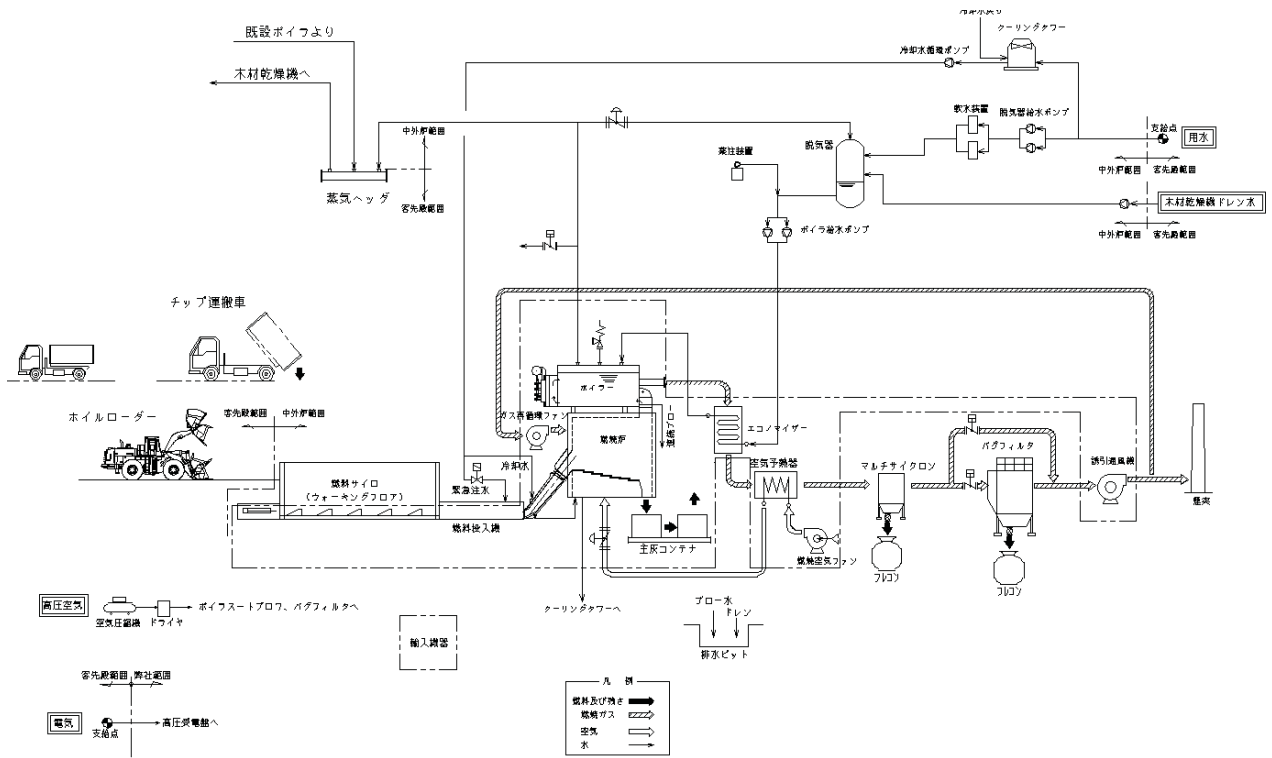 既設ボイラより
木材乾燥機へ
中外炉範囲
客先殿範囲
蒸気ヘッダ
クーリングタワー
冷却水循環ポンプ
軟水装置
脱気器給水ポンプ
支給点
用水
中外炉範囲 客先殿範囲
脱気器
薬注装置
木材乾燥機ドレン水
中外炉範囲 客先殿範囲
ボイラ給水ポンプ
チップ運搬車
ホイルローダー
客先殿範囲 中外炉範囲
燃料サイロ
(ウォーキングフロア)
緊急注水
冷却水
燃料投入機
ガス再循環ファン
ボイラー
燃焼炉
連続ブロー
エコノマイザー
空気予熱器
主灰コンテナ
燃焼空気ファン
マルチサイクロン
バグフィルタ
誘引通風機
煙突
フレコン
フレコン
クーリングタワーへ
高圧空気
空気圧縮機
ドライヤ
ボイラスートブロワ、バグフィルタへ
輸入機器
ブロー水
ドレン
排水ピット
客先殿範囲 弊社範囲
電気
支給点
高圧受電盤へ
凡 例
燃料及び残さ
燃焼ガス
空気
水